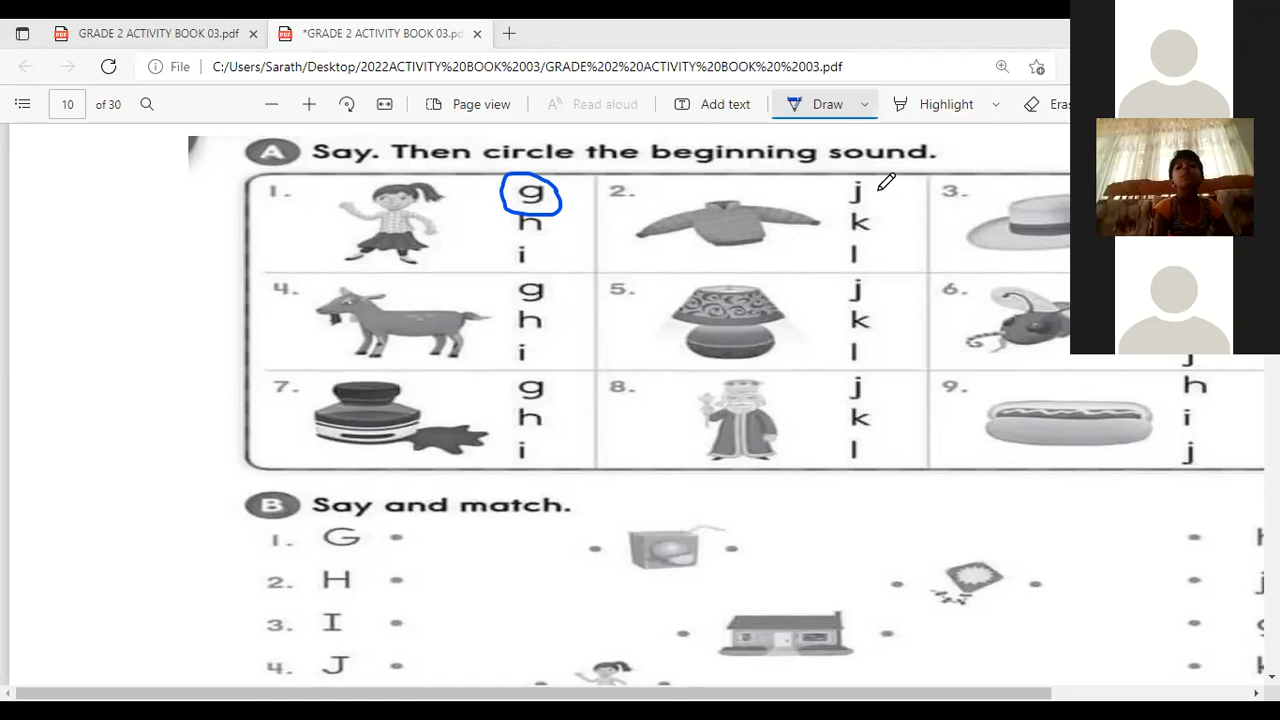 GRADE 2 ACTIVITY BOOK 03.pdf
*GRADE 2 ACTIVITY BOOK 03.pd
File
C:/Users/Sarath/Desktop/2022ACTIVITY%20BOOK%2003/GRADE%202%20ACTIVITY%20BOOK%20%2003.pdf
10 of 30
Page view
Read aloud
Add text
Draw
Highlight
A Say. Then circle the beginning sound.
1. g h i
2. j k l
3.
4. g h i
5. j k l
6. j
7. g h i
8. j k l
9. h i j
B Say and match.
1. G
2. H j
3. I
4. J